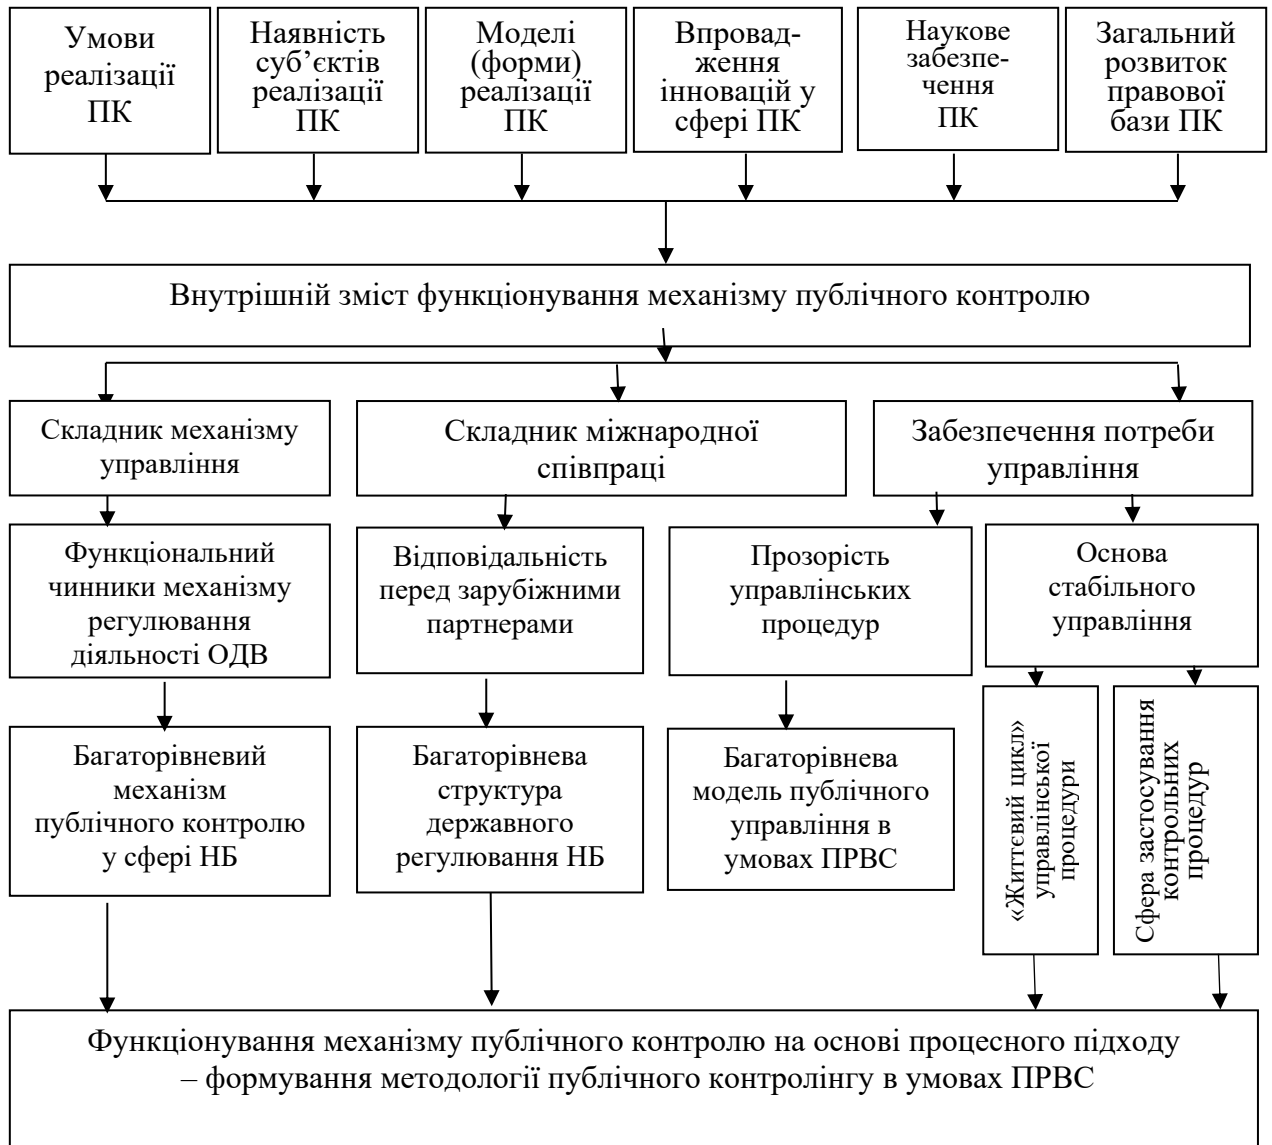 Умови
реалізації
ПК
Наявність
суб’єктів
реалізації
ПК
Моделі
(форми)
реалізації
ПК
Впровад-
ження
інновацій у
сфері ПК
Наукове
забезпе-
чення
ПК
Загальний
розвиток
правової
бази ПК
Внутрішній зміст функціонування механізму публічного контролю
Складник механізму
управління
Складник міжнародної
співпраці
Забезпечення потреби
управління
Функціональний
чинники механізму
регулювання
діяльності ОДВ
Відповідальність
перед зарубіжними
партнерами
Прозорість
управлінських
процедур
Основа
стабільного
управління
Багаторівневий
механізм
публічного контролю
у сфері НБ
Багаторівнева
структура
державного
регулювання НБ
Багаторівнева
модель публічного
управління в
умовах ПРВС
«Життєвий цикл»
управлінської
процедури
Сфера застосування
контрольних
процедур
Функціонування механізму публічного контролю на основі процесного підходу
– формування методології публічного контролінгу в умовах ПРВС